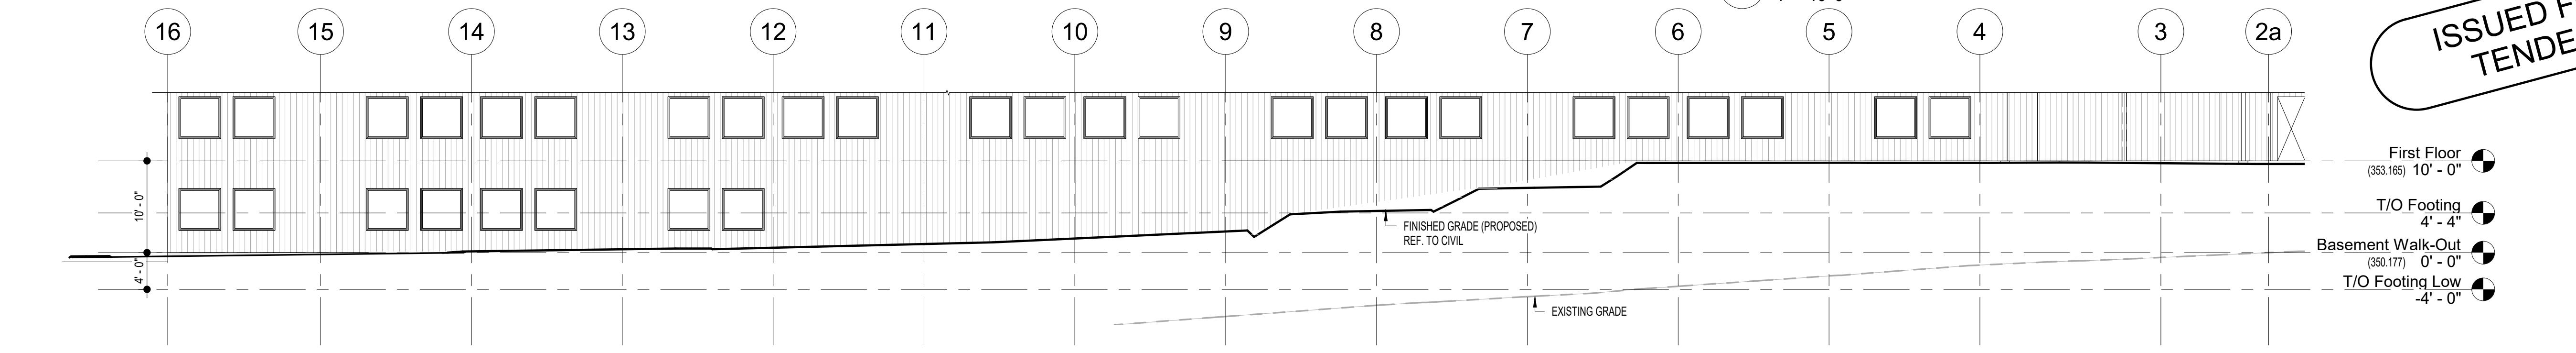 16 15 14 13 12 11 10 9 8 7 6 5 4 3 2a
ISSUED F
TENDE
First Floor
(353.165) 10' - 0"
T/O Footing
4' - 4"
Basement Walk-Out
(350.177) 0' - 0"
T/O Footing Low
-4' - 0"
10' - 0"
4' - 0"
FINISHED GRADE (PROPOSED)
REF. TO CIVIL
EXISTING GRADE